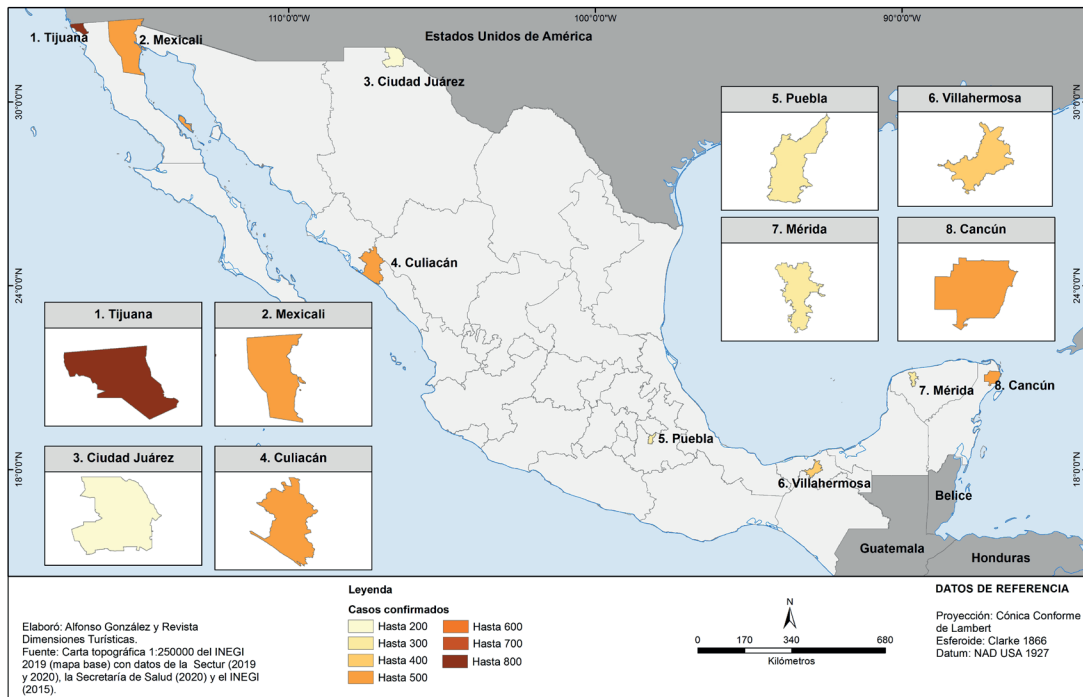 110°0'0"W
100°0'0"W
90°0'0"W
Estados Unidos de América
1. Tijuana
2. Mexicali
3. Ciudad Juárez
30°0'0"N
30°0'0"N
5. Puebla
6. Villahermosa
7. Mérida
8. Cancún
4. Culiacán
24°0'0"N
24°0'0"N
1. Tijuana
2. Mexicali
3. Ciudad Juárez
4. Culiacán
7. Mérida
8. Cancún
5. Puebla
18°0'0"N
18°0'0"N
6. Villahermosa
Belice
Guatemala
Honduras
Elaboró: Alfonso González y Revista
Dimensiones Turísticas.
Fuente: Carta topográfica 1:250000 del INEGI
2019 (mapa base) con datos de la Sectur (2019
y 2020), la Secretaría de Salud (2020) y el INEGI
(2015).
Leyenda
Casos confirmados
Hasta 200
Hasta 300
Hasta 400
Hasta 500
Hasta 600
Hasta 700
Hasta 800
N
0 170 340 680
Kilómetros
DATOS DE REFERENCIA
Proyección: Cónica Conforme
de Lambert
Esferoide: Clarke 1866
Datum: NAD USA 1927